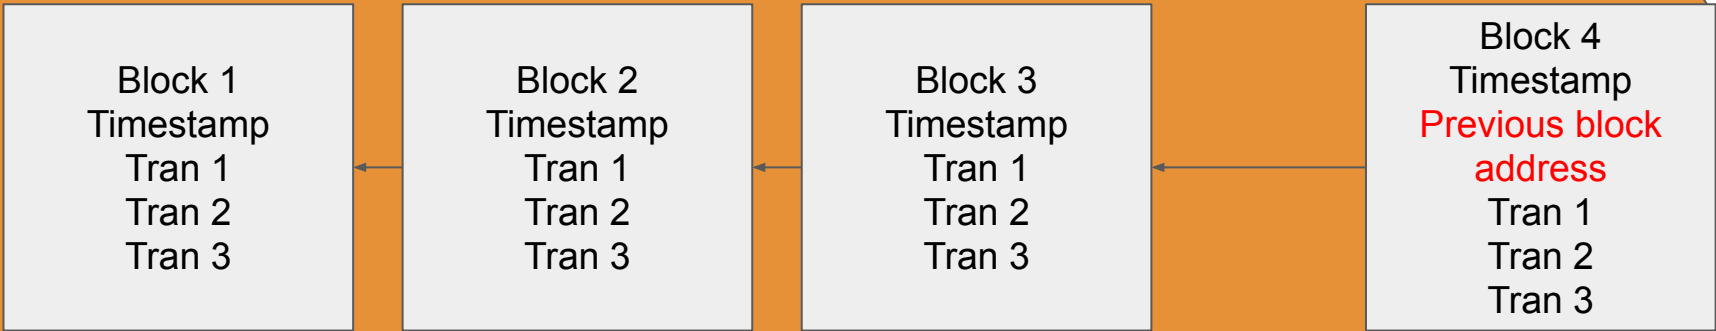 Block 1
Timestamp
Tran 1
Tran 2
Tran 3
Block 2
Timestamp
Tran 1
Tran 2
Tran 3
Block 3
Timestamp
Tran 1
Tran 2
Tran 3
Block 4
Timestamp
Previous block
address
Tran 1
Tran 2
Tran 3